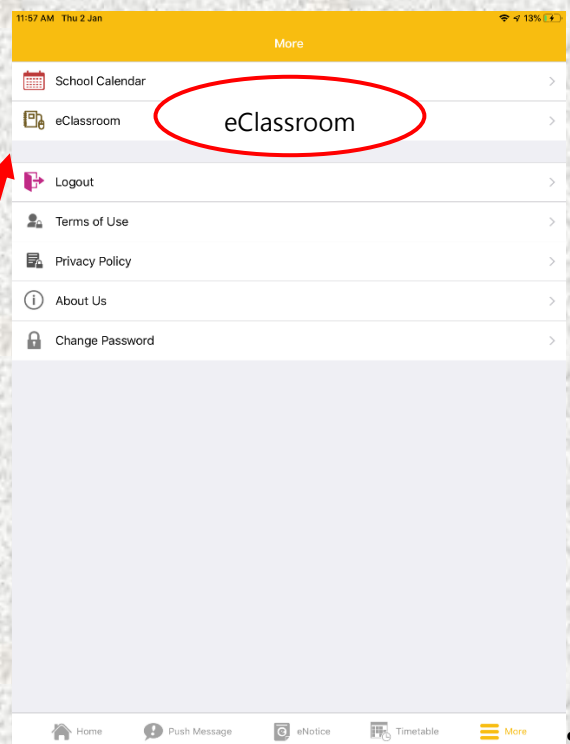 11:57 AM Thu 2 Jan 13%
More
School Calendar
eClassroom eClassroom
Logout
Terms of Use
Privacy Policy
About Us
Change Password
Home Push Message eNotice Timetable More